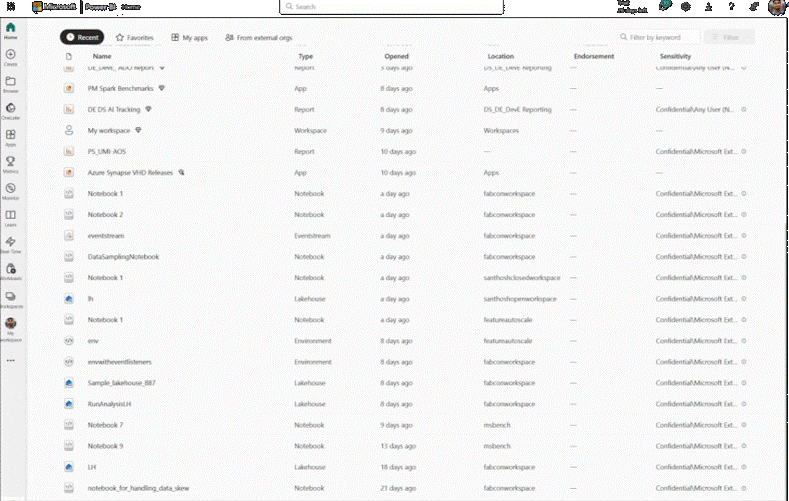 Microsoft Power BI Home
Search
Home
Create
Browse
OneLake
Apps
Metrics
Monitor
Learn
Real-Time
Workloads
Workspaces
My workspace
Recent Favorites My apps From external orgs Filter by keyword Filter
Name Type Opened Location Endorsement Sensitivity
Report 3 days ago DS_DE_DevE Reporting Confidential\Any User (N...
PM Spark Benchmarks App 8 days ago Apps —
DE DS AI Tracking Report 8 days ago DS_DE_DevE Reporting — Confidential\Any User (N...
My workspace Workspace 9 days ago Workspaces — —
PS_UMI-AOS Report 10 days ago — — Confidential\Microsoft Ext...
Azure Synapse VHD Releases App 10 days ago Apps —
Notebook 1 Notebook a day ago fabconworkspace — Confidential\Microsoft Ext...
Notebook 2 Notebook a day ago fabconworkspace — Confidential\Microsoft Ext...
eventstream Eventstream a day ago fabconworkspace — Confidential\Microsoft Ext...
DataSamplingNotebook Notebook a day ago fabconworkspace — Confidential\Microsoft Ext...
Notebook 1 Notebook a day ago santhoshclosedworkspace — Confidential\Microsoft Ext...
lh Lakehouse a day ago santhoshopenworkspace — Confidential\Microsoft Ext...
Notebook 1 Notebook a day ago featureautoscale — Confidential\Microsoft Ext...
env Environment 8 days ago featureautoscale — Confidential\Microsoft Ext...
envwitheventlisteners Environment 8 days ago fabconworkspace — Confidential\Microsoft Ext...
Sample_lakehouse_887 Lakehouse 8 days ago fabconworkspace — Confidential\Microsoft Ext...
RunAnalysisLH Lakehouse 8 days ago fabconworkspace — Confidential\Microsoft Ext...
Notebook 7 Notebook 9 days ago msbench — Confidential\Microsoft Ext...
Notebook 9 Notebook 13 days ago msbench — Confidential\Microsoft Ext...
LH Lakehouse 18 days ago fabconworkspace — Confidential\Microsoft Ext...
notebook_for_handling_data_skew Notebook 21 days ago fabconworkspace — Confidential\Microsoft Ext...